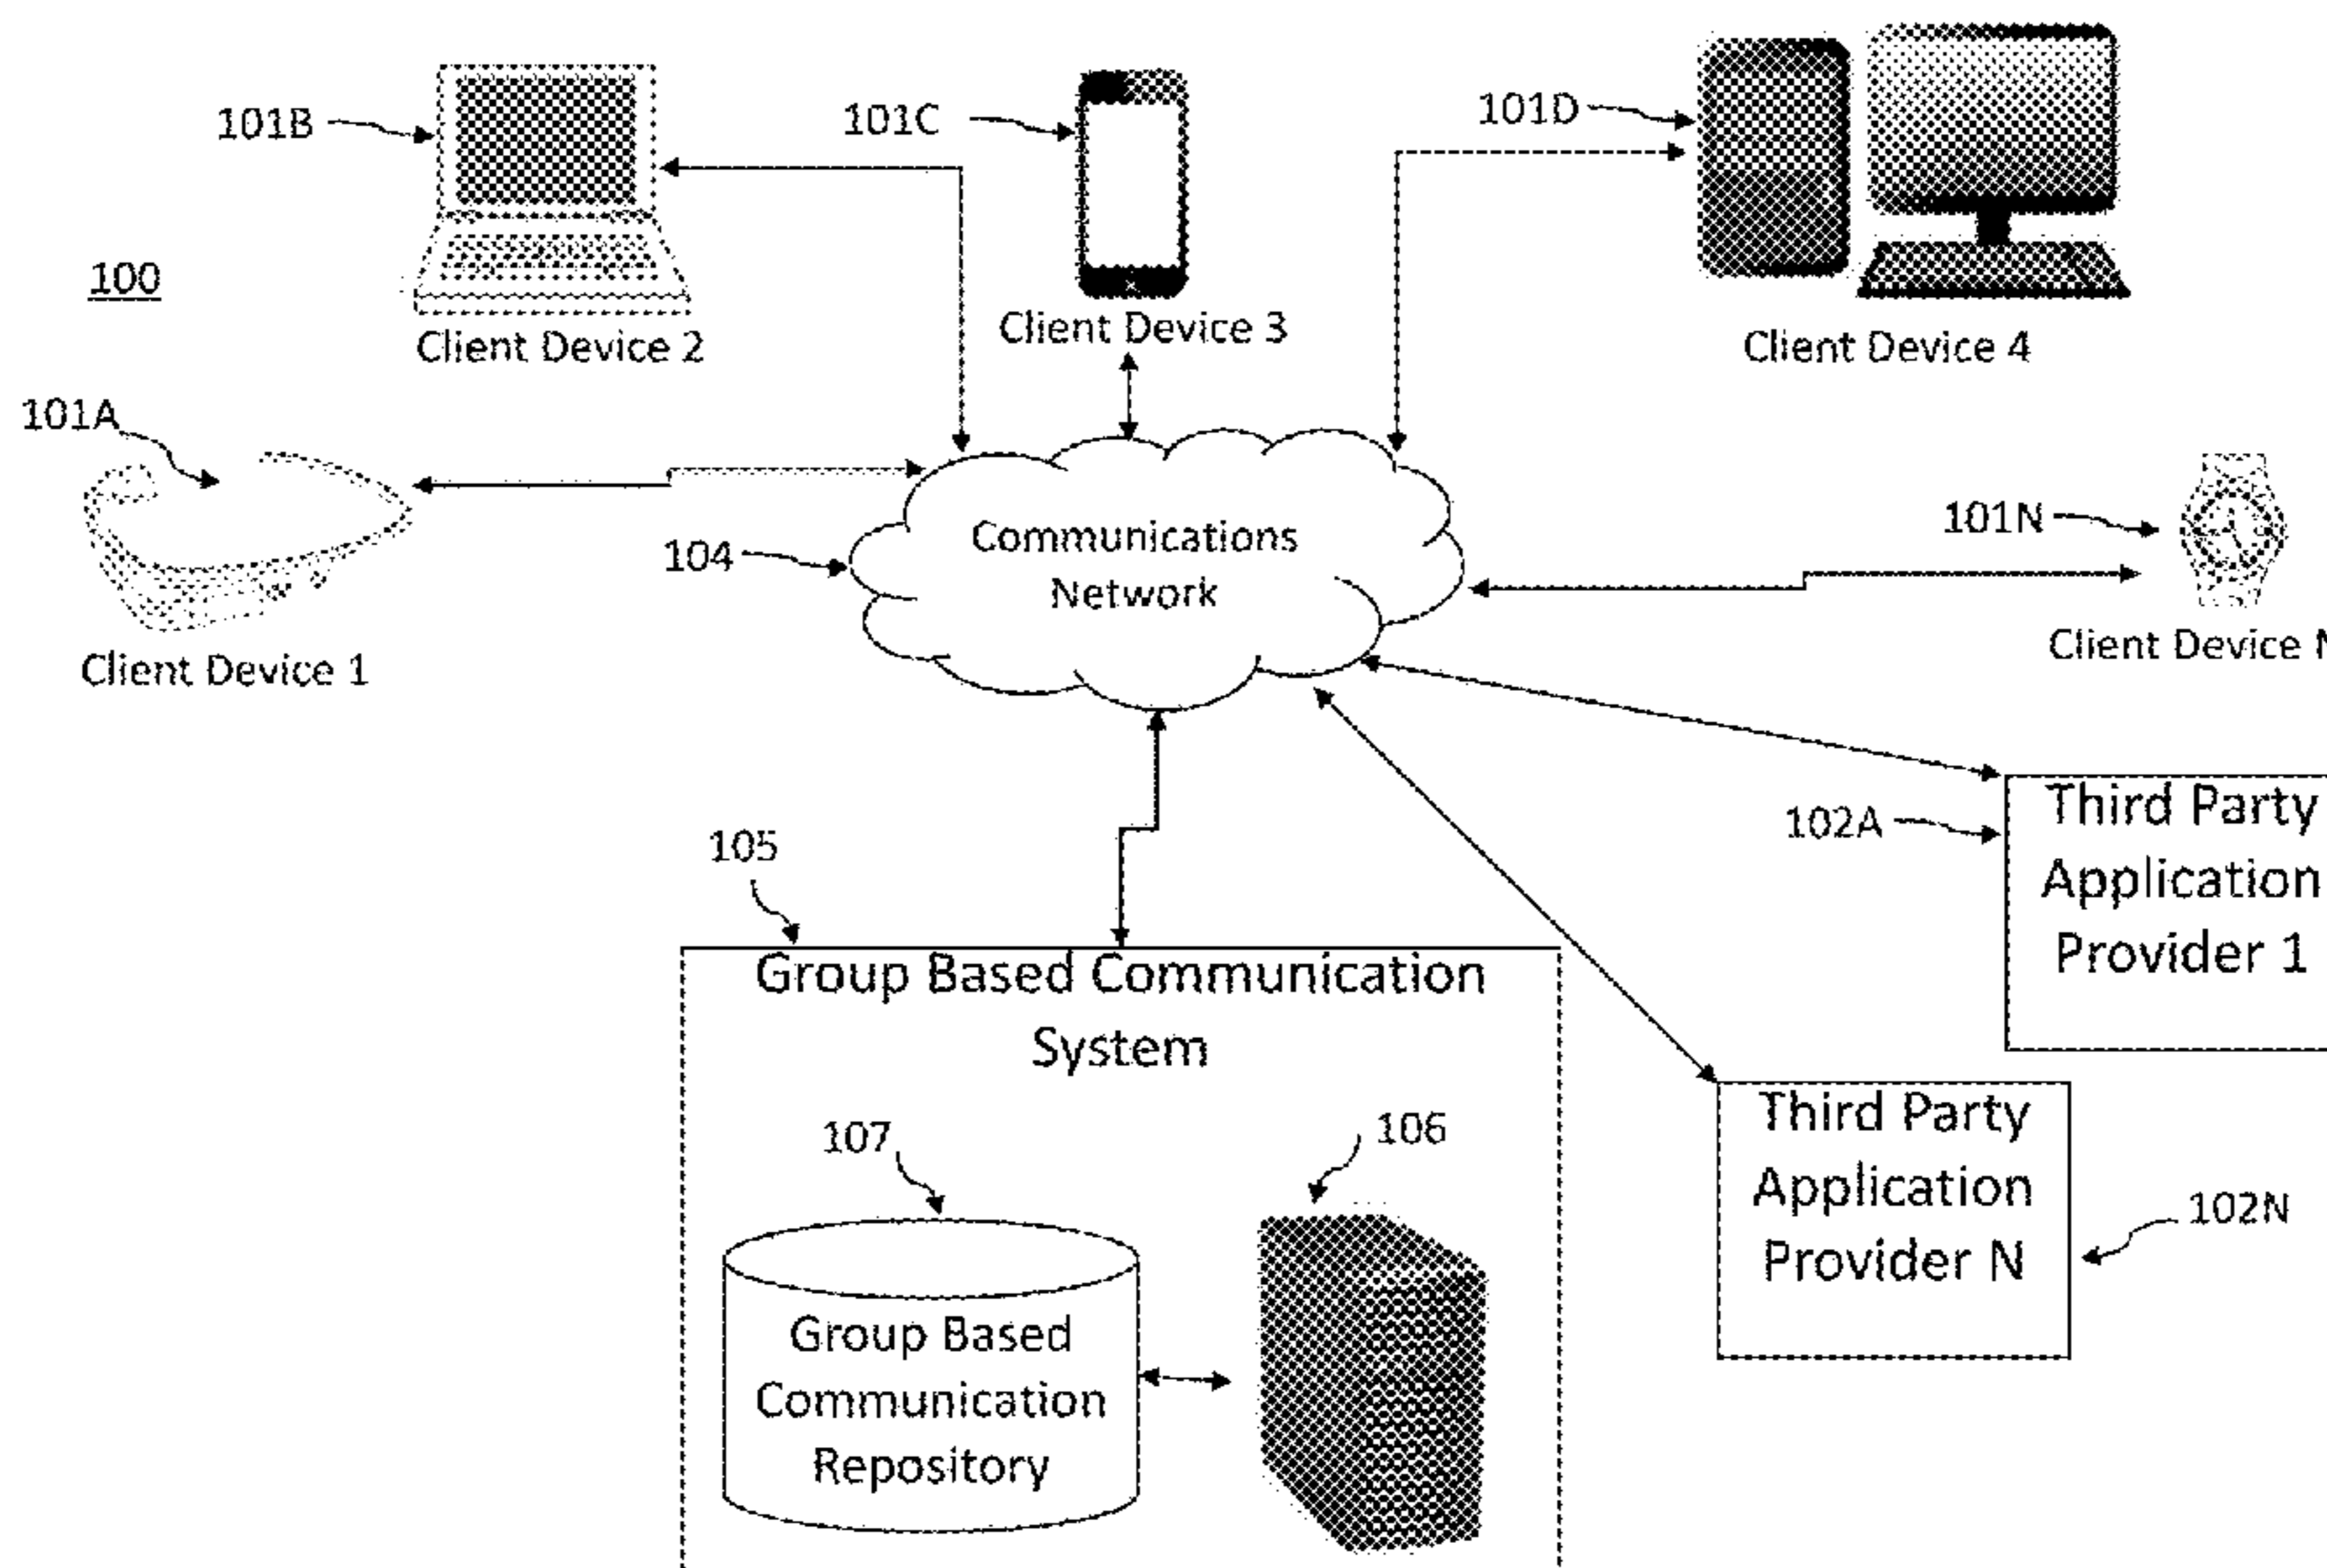 101B
101C
101D
100
Client Device 2
Client Device 3
Client Device 4
101A
104
Communications
Network
101N
Client Device 1
Client Device N
102A
Third Party
Application
Provider 1
105
Group Based Communication
System
107
106
Third Party
Application
Provider N
102N
Group Based
Communication
Repository